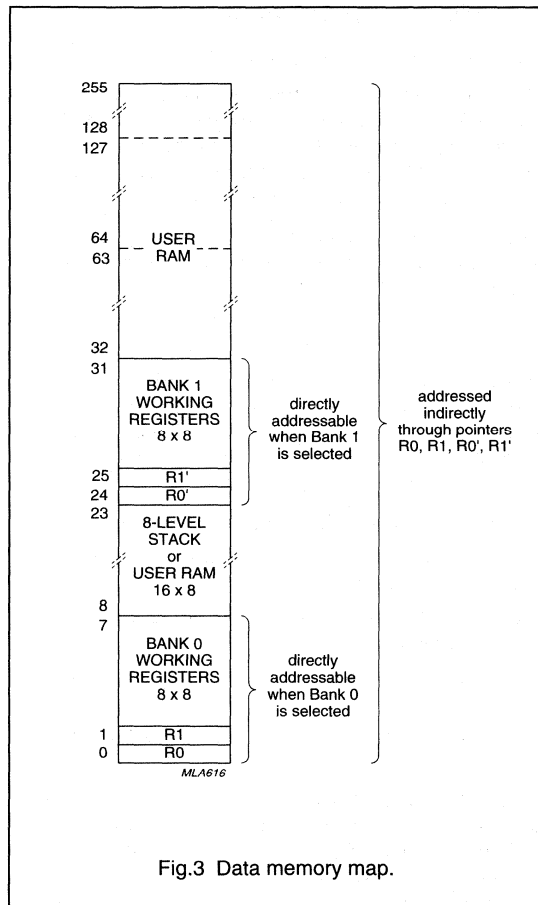 255
128
127
64
63
USER
RAM
32
31
BANK 1
WORKING
REGISTERS
8 x 8
25
R1'
24
R0'
23
directly
addressable
when Bank 1
is selected
addressed
indirectly
through pointers
R0, R1, R0', R1'
8-LEVEL
STACK
or
USER RAM
16 x 8
8
7
BANK 0
WORKING
REGISTERS
8 x 8
directly
addressable
when Bank 0
is selected
1
R1
0
R0
MLA616
Fig.3 Data memory map.